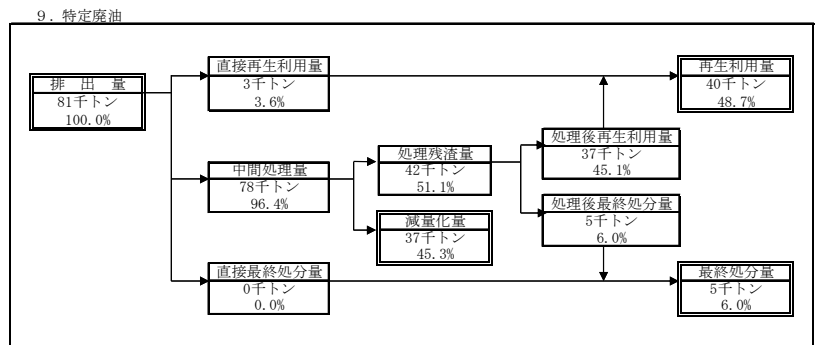 ９．特定廃油
排　出　量
81千トン
100.0%
直接再生利用量
3千トン
3.6%
再生利用量
40千トン
48.7%
中間処理量
78千トン
96.4%
処理残渣量
42千トン
51.1%
処理後再生利用量
37千トン
45.1%
減量化量
37千トン
45.3%
処理後最終処分量
5千トン
6.0%
直接最終処分量
0千トン
0.0%
最終処分量
5千トン
6.0%